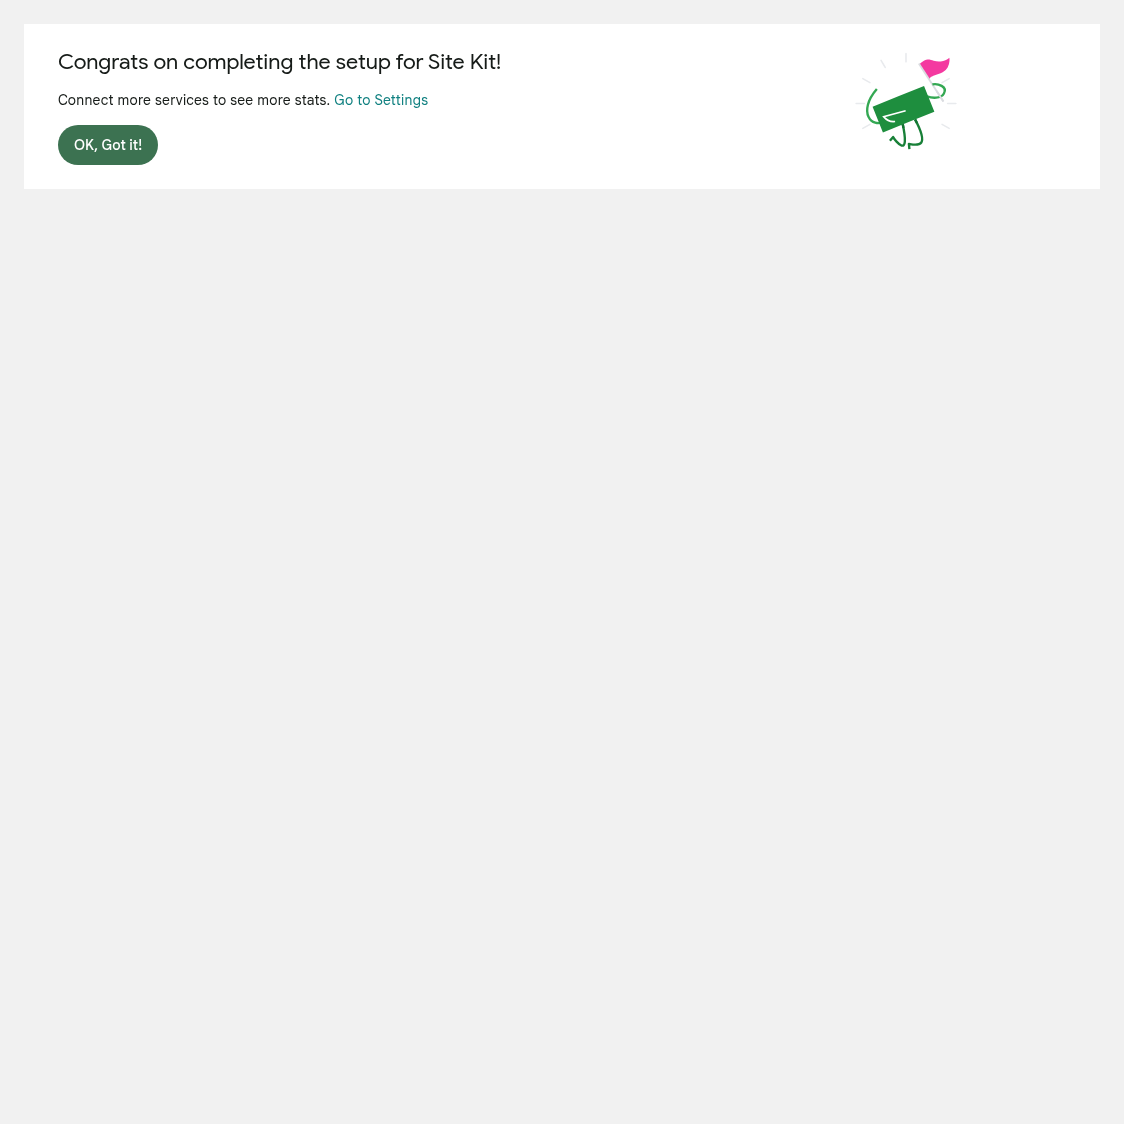 Congrats on completing the setup for Site Kit!
Connect more services to see more stats. Go to Settings
OK, Got it!